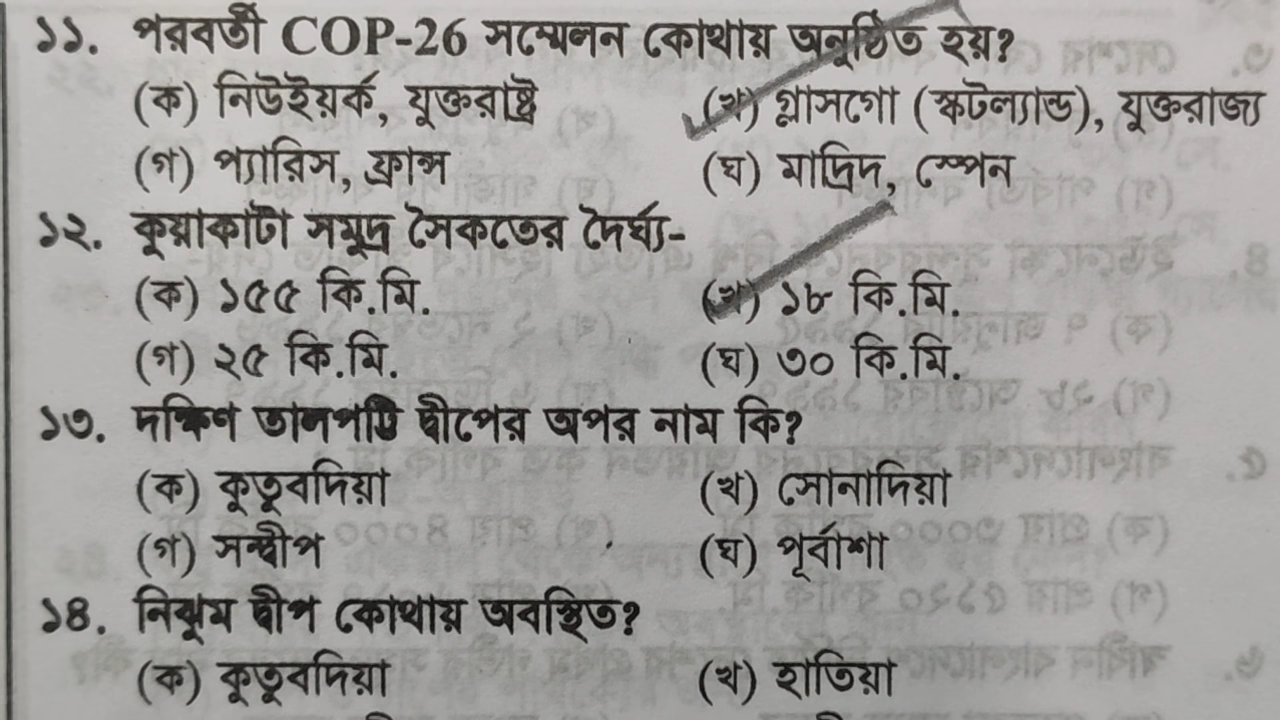 ১১. পরবর্তী COP-26 সম্মেলন কোথায় অনুষ্ঠিত হয়?
(ক) নিউইয়র্ক, যুক্তরাষ্ট্র (খ) গ্লাসগো (স্কটল্যান্ড), যুক্তরাজ্য
(গ) প্যারিস, ফ্রান্স (ঘ) মাদ্রিদ, স্পেন
১২. কুয়াকাটা সমুদ্র সৈকতের দৈর্ঘ্য-
(ক) ১৫৫ কি.মি. (খ) ১৮ কি.মি.
(গ) ২৫ কি.মি. (ঘ) ৩০ কি.মি.
১৩. দক্ষিণ তালপট্টি দ্বীপের অপর নাম কি?
(ক) কুতুবদিয়া (খ) সোনাদিয়া
(গ) সন্দ্বীপ (ঘ) পূর্বাশা
১৪. নিঝুম দ্বীপ কোথায় অবস্থিত?
(ক) কুতুবদিয়া (খ) হাতিয়া